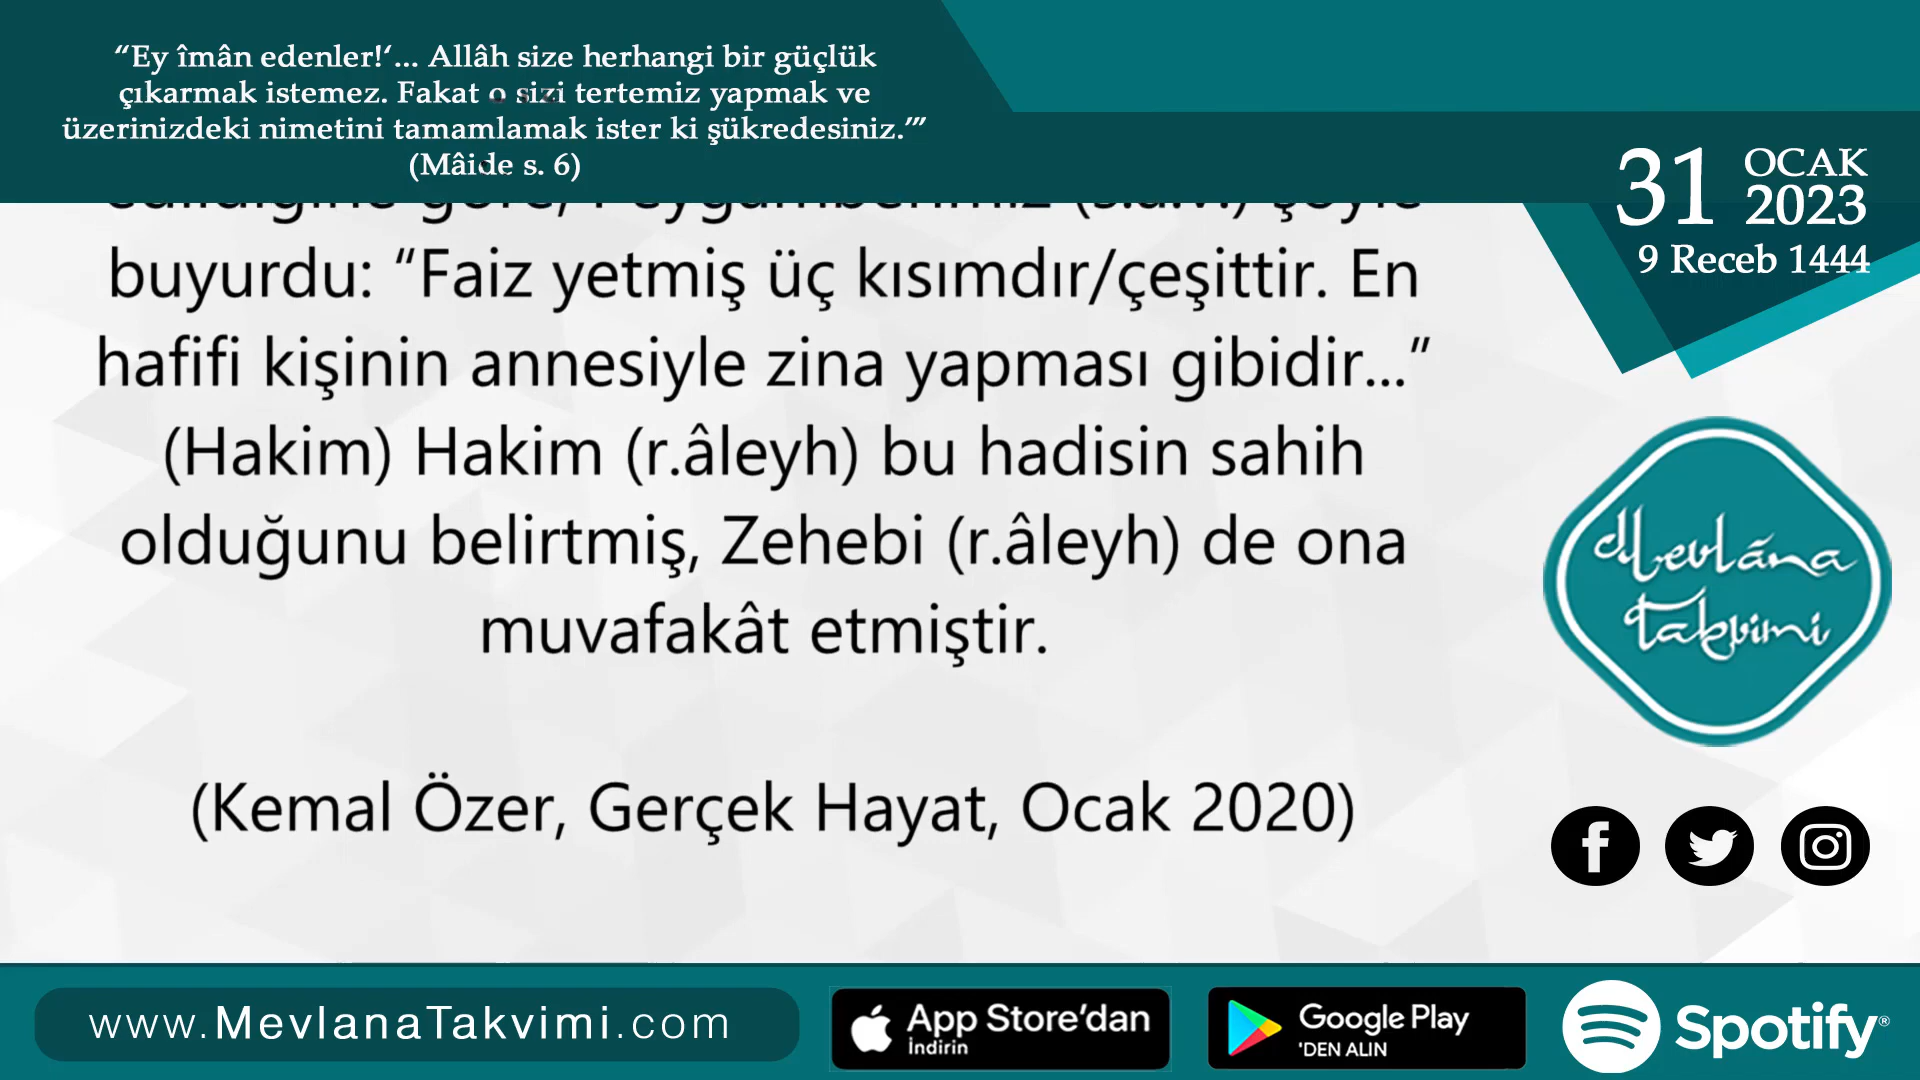 “Ey îmân edenler!‘... Allâh size herhangi bir güçlük
çıkarmak istemez. Fakat o sizi tertemiz yapmak ve
üzerinizdeki nimetini tamamlamak ister ki şükredesiniz.’”
(Mâide s. 6)
31 OCAK
2023
9 Receb 1444
göre, Peygamberimiz (s.a.v.) şöyle
buyurdu: “Faiz yetmiş üç kısımdır/çeşittir. En
hafifi kişinin annesiyle zina yapması gibidir...”
(Hakim) Hakim (r.âleyh) bu hadisin sahih
olduğunu belirtmiş, Zehebi (r.âleyh) de ona
muvafakât etmiştir.
(Kemal Özer, Gerçek Hayat, Ocak 2020)
Mevlâna
Takvimi
www.MevlanaTakvimi.com
App Store’dan
İndirin
Google Play
'DEN ALIN
Spotify®